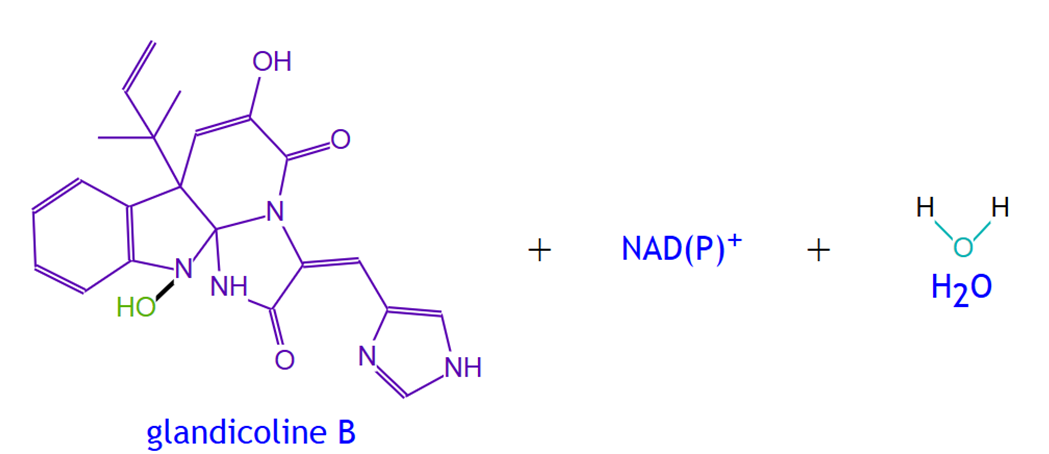 OH
O
N
N
HO
NH
O
N
NH
glandicoline B
+
NAD(P)+
+
H H
O
H2O